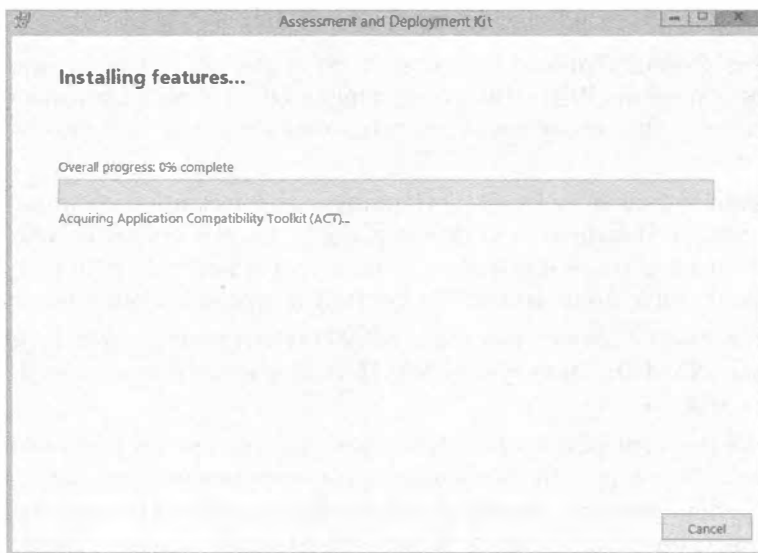 Assessment and Deployment Kit
Installing features...
Overall progress: 0% complete
Acquiring Application Compatibility Toolkit (ACT)...
Cancel